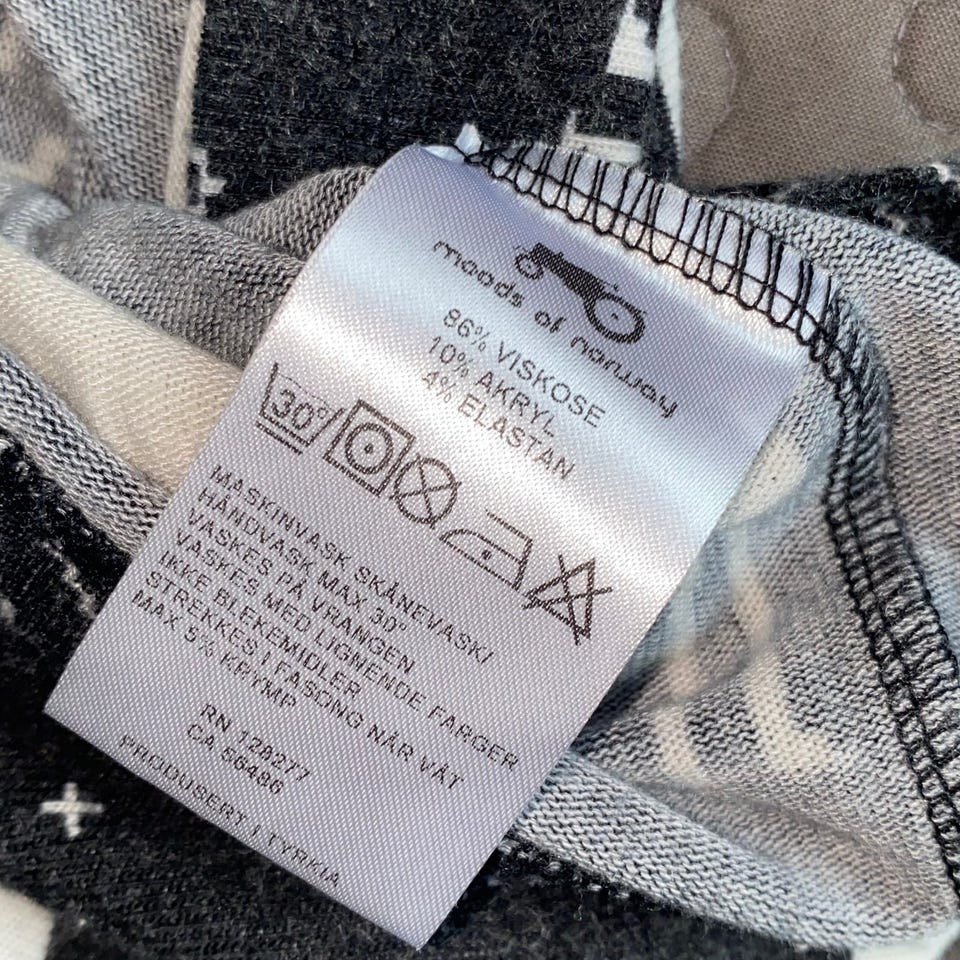 moods of norway
86% VISKOSE
10% AKRYL
4% ELASTAN
30°
MASKINVASK SKÅNEVASK/
HÅNDVASK MAX 30°
VASKES PÅ VRANGEN
VASKES MED LIGNENDE FARGER
IKKE BLEKEMIDLER
STREKKES I FASONG NÅR VÅT
MAX 5% KRYMP
RN 128277
CA 56486
PRODUSERT I TYRKIA